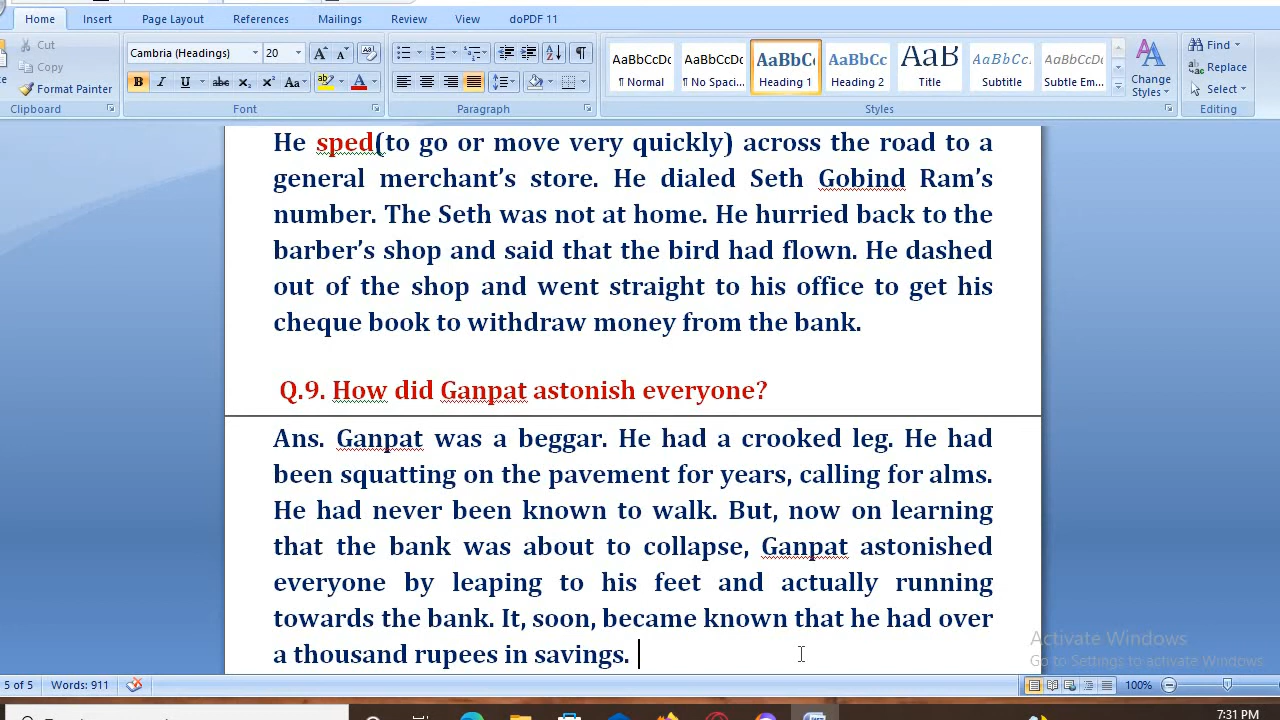 Home Insert Page Layout References Mailings Review View doPDF 11
Cut
Copy
Format Painter
Clipboard
Cambria (Headings) 20
B I U abc x₂ x² Aa
Font
Paragraph
AaBbCcDc AaBbCcDc AaBbC AaBbCc AaB AaBbCc. AaBbCcDc
¶ Normal ¶ No Spaci... Heading 1 Heading 2 Title Subtitle Subtle Em...
Change
Styles
Styles
Find
Replace
Select
Editing
He sped(to go or move very quickly) across the road to a
general merchant's store. He dialed Seth Gobind Ram's
number. The Seth was not at home. He hurried back to the
barber's shop and said that the bird had flown. He dashed
out of the shop and went straight to his office to get his
cheque book to withdraw money from the bank.
Q.9. How did Ganpat astonish everyone?
Ans. Ganpat was a beggar. He had a crooked leg. He had
been squatting on the pavement for years, calling for alms.
He had never been known to walk. But, now on learning
that the bank was about to collapse, Ganpat astonished
everyone by leaping to his feet and actually running
towards the bank. It, soon, became known that he had over
a thousand rupees in savings.
Activate Windows
Go to Settings to activate Windows.
5 of 5 Words: 911 100%
7:31 PM